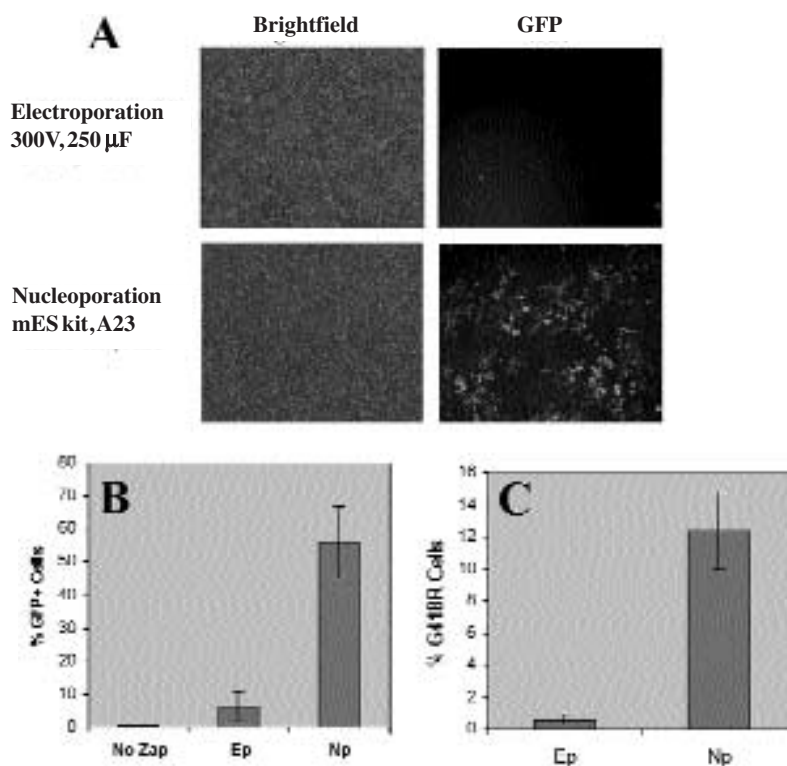 A
Brightfield
GFP
Electroporation
300V, 250 μF
Nucleoporation
mES kit, A23
B
% GFP+ Cells
80
70
60
50
40
30
20
10
0
No Zap
Ep
Np
C
% G418R Cells
16
14
12
10
8
6
4
2
0
Ep
Np